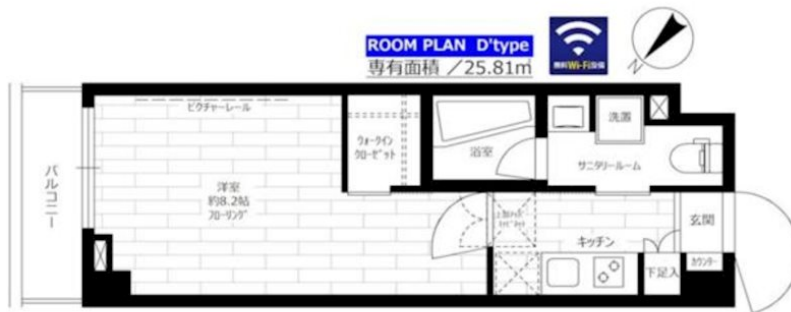 ROOM PLAN D'type
専有面積 ／25.81㎡
無料Wi-Fi設備
N
ピクチャーレール
ウォークイン
クローゼット
浴室
洗置
サニタリールーム
バルコニー
洋室
約8.2帖
フローリング
キッチン
玄関
下足入
カウンター